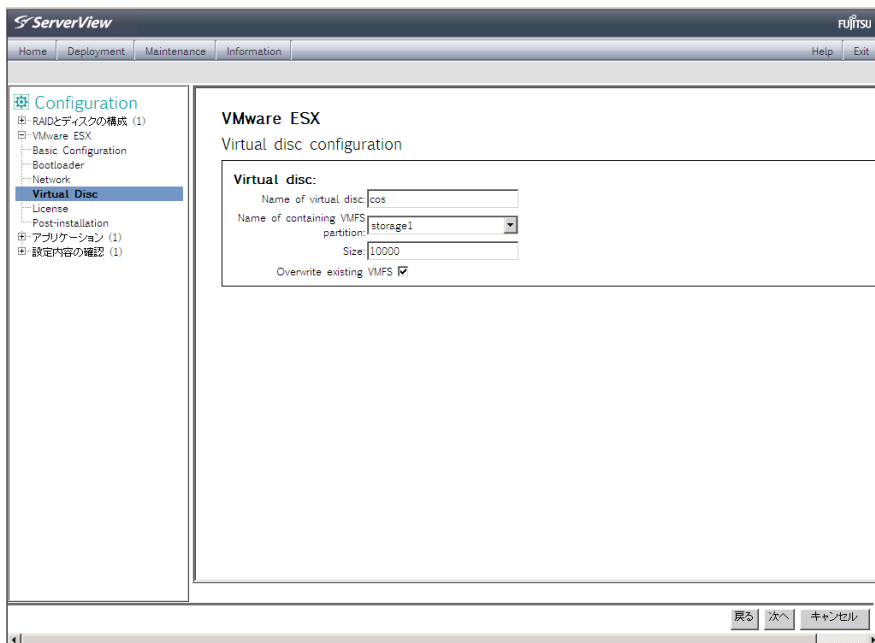 ServerView
FUJITSU
Home Deployment Maintenance Information Help Exit
Configuration
RAIDとディスクの構成 (1)
VMware ESX
Basic Configuration
Bootloader
Network
Virtual Disc
License
Post-installation
アプリケーション (1)
設定内容の確認 (1)
VMware ESX
Virtual disc configuration
Virtual disc:
Name of virtual disc: cos
Name of containing VMFS
partition: storage1
Size: 10000
Overwrite existing VMFS
戻る 次へ キャンセル